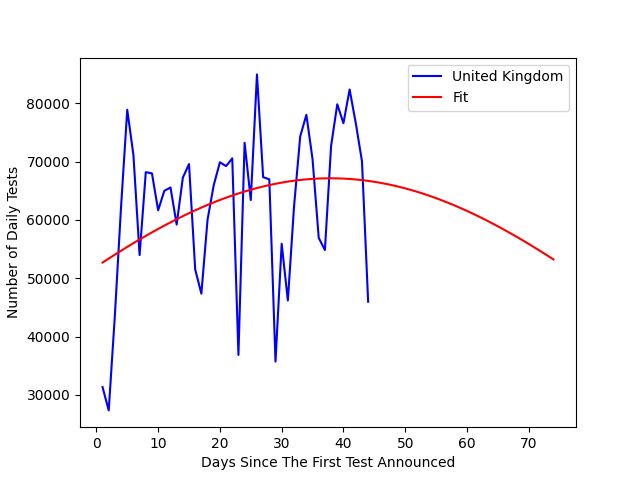 United Kingdom
Fit
80000
70000
60000
50000
40000
30000
Number of Daily Tests
0 10 20 30 40 50 60 70
Days Since The First Test Announced